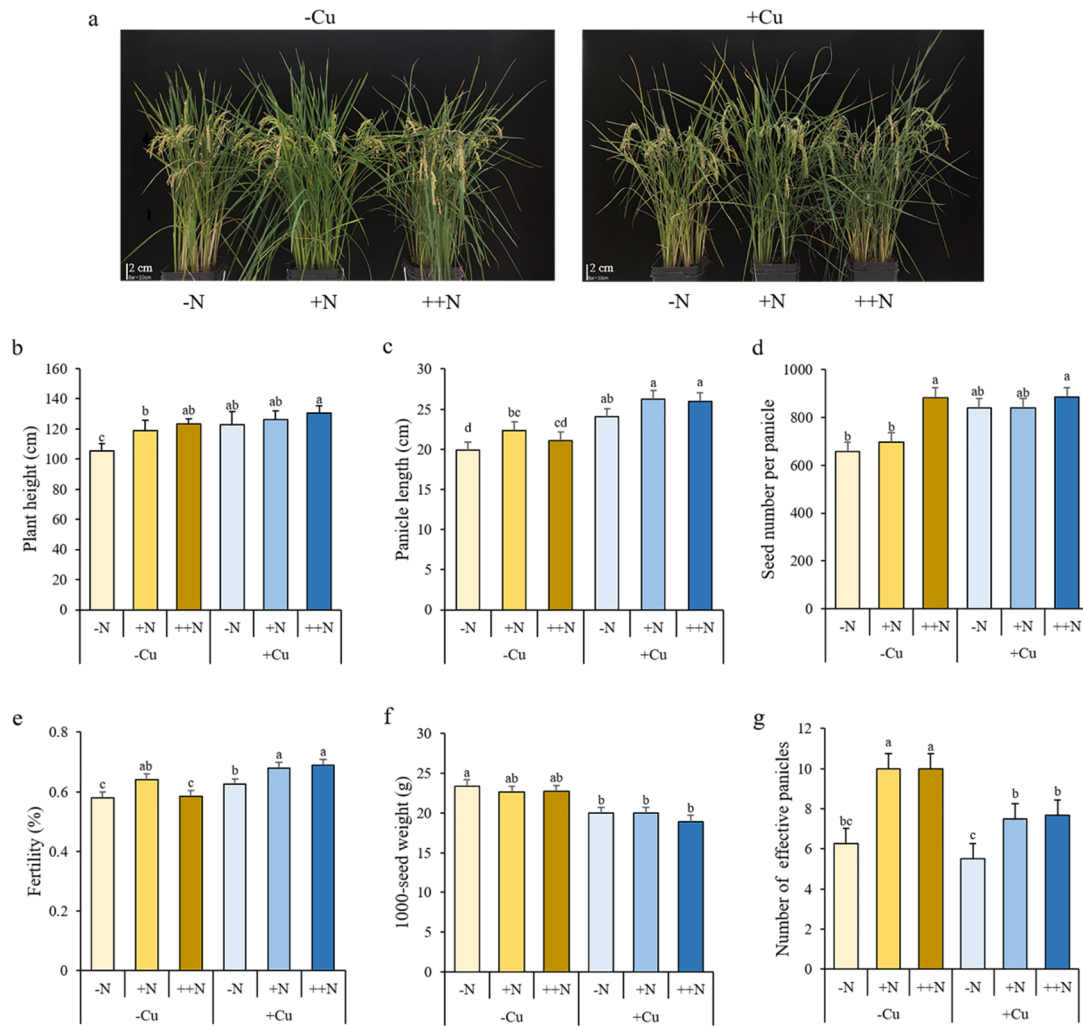 a
-Cu
+Cu
2 cm
Bar=10cm
2 cm
Bar=10cm
-N +N ++N
-N +N ++N
b
Plant height (cm)
160
140
120
100
80
60
40
20
0
c b ab ab ab a
-N +N ++N -N +N ++N
-Cu +Cu
c
Panicle length (cm)
30
25
20
15
10
5
0
d bc cd ab a a
-N +N ++N -N +N ++N
-Cu +Cu
d
Seed number per panicle
1000
800
600
400
200
0
b b a ab ab a
-N +N ++N -N +N ++N
-Cu +Cu
e
Fertility (%)
0.8
0.6
0.4
0.2
0
c ab c b a a
-N +N ++N -N +N ++N
-Cu +Cu
f
1000-seed weight (g)
30
25
20
15
10
5
0
a ab ab b b b
-N +N ++N -N +N ++N
-Cu +Cu
g
Number of effective panicles
12
10
8
6
4
2
0
bc a a c b b
-N +N ++N -N +N ++N
-Cu +Cu